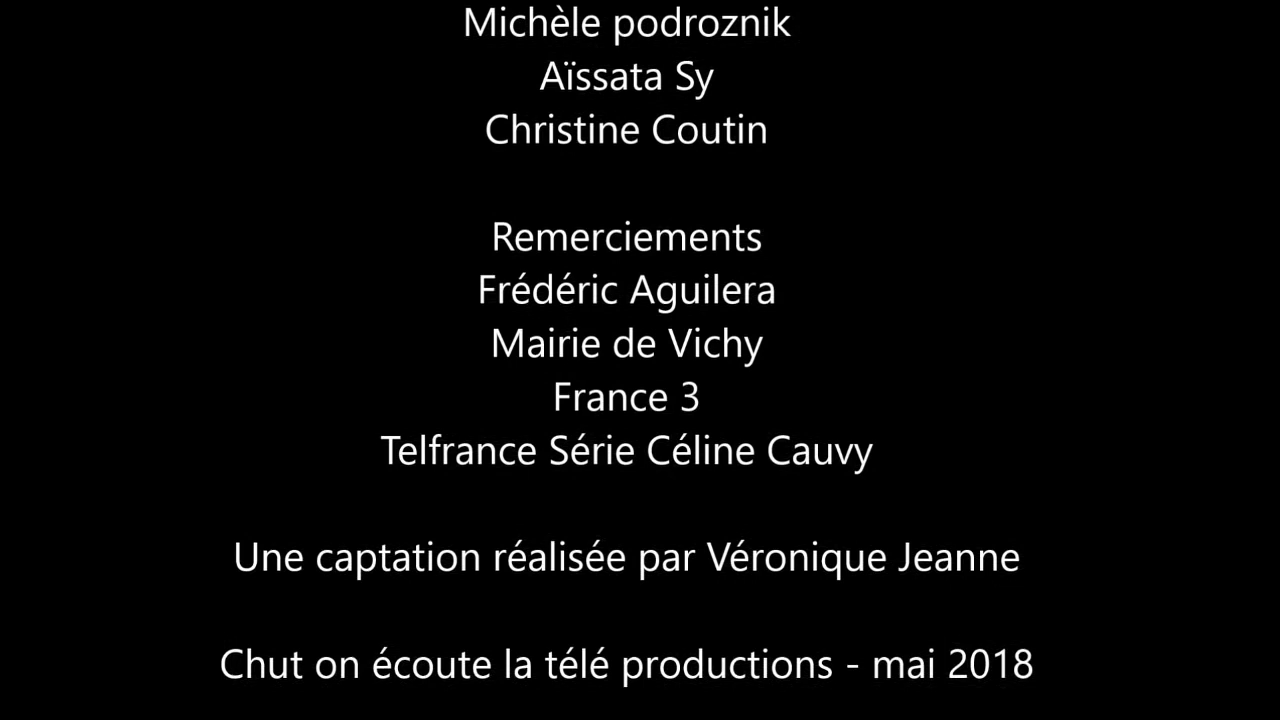 Michèle podroznik
Aïssata Sy
Christine Coutin
Remerciements
Frédéric Aguilera
Mairie de Vichy
France 3
Telfrance Série Céline Cauvy
Une captation réalisée par Véronique Jeanne
Chut on écoute la télé productions - mai 2018